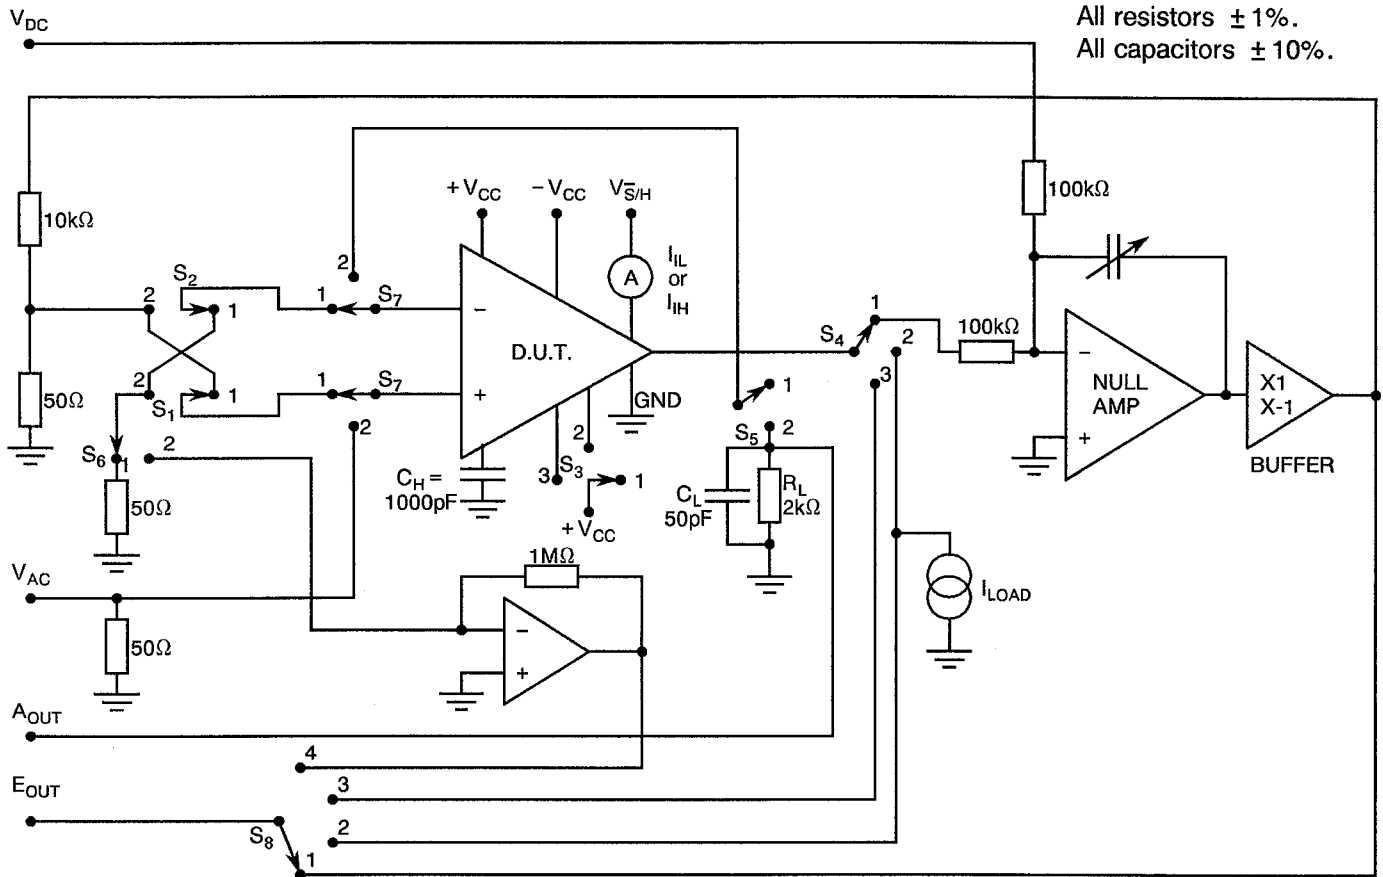 V_DC
All resistors ± 1%.
All capacitors ± 10%.
100kΩ
10kΩ
+V_CC
−V_CC
V_S̅/H
2
A
I_IL
or
I_IH
S_2
2
1
1
S_7
−
D.U.T.
S_4
1
2
3
100kΩ
−
NULL
AMP
+
X1
X-1
BUFFER
50Ω
2
S_1
1
1
S_7
+
GND
1
S_6
1
2
2
C_H =
1000pF
3
S_3
2
1
+V_CC
S_5
2
C_L
50pF
R_L
2kΩ
50Ω
V_AC
1MΩ
50Ω
−
+
I_LOAD
A_OUT
4
E_OUT
3
S_8
2
1